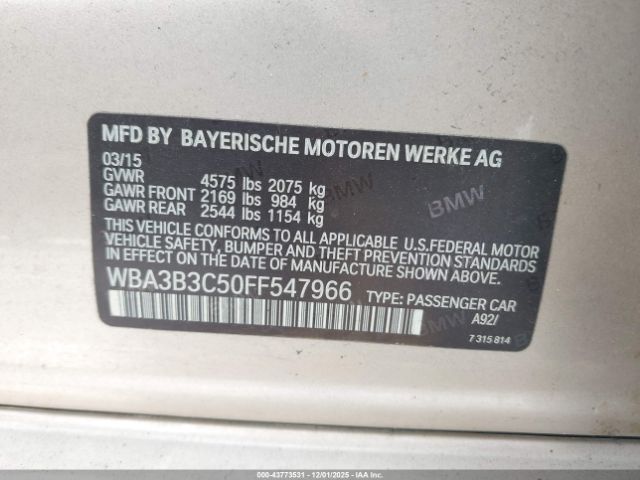 MFD BY BAYERISCHE MOTOREN WERKE AG
03/15
GVWR 4575 lbs 2075 kg
GAWR FRONT 2169 lbs 984 kg
GAWR REAR 2544 lbs 1154 kg
THIS VEHICLE CONFORMS TO ALL APPLICABLE U.S.FEDERAL MOTOR
VEHICLE SAFETY, BUMPER AND THEFT PREVENTION STANDARDS
IN EFFECT ON THE DATE OF MANUFACTURE SHOWN ABOVE.
WBA3B3C50FF547966 TYPE: PASSENGER CAR
A92/
7 315 814
BMW
BMW
000-43773531 - 12/01/2025 - IAAI Copart